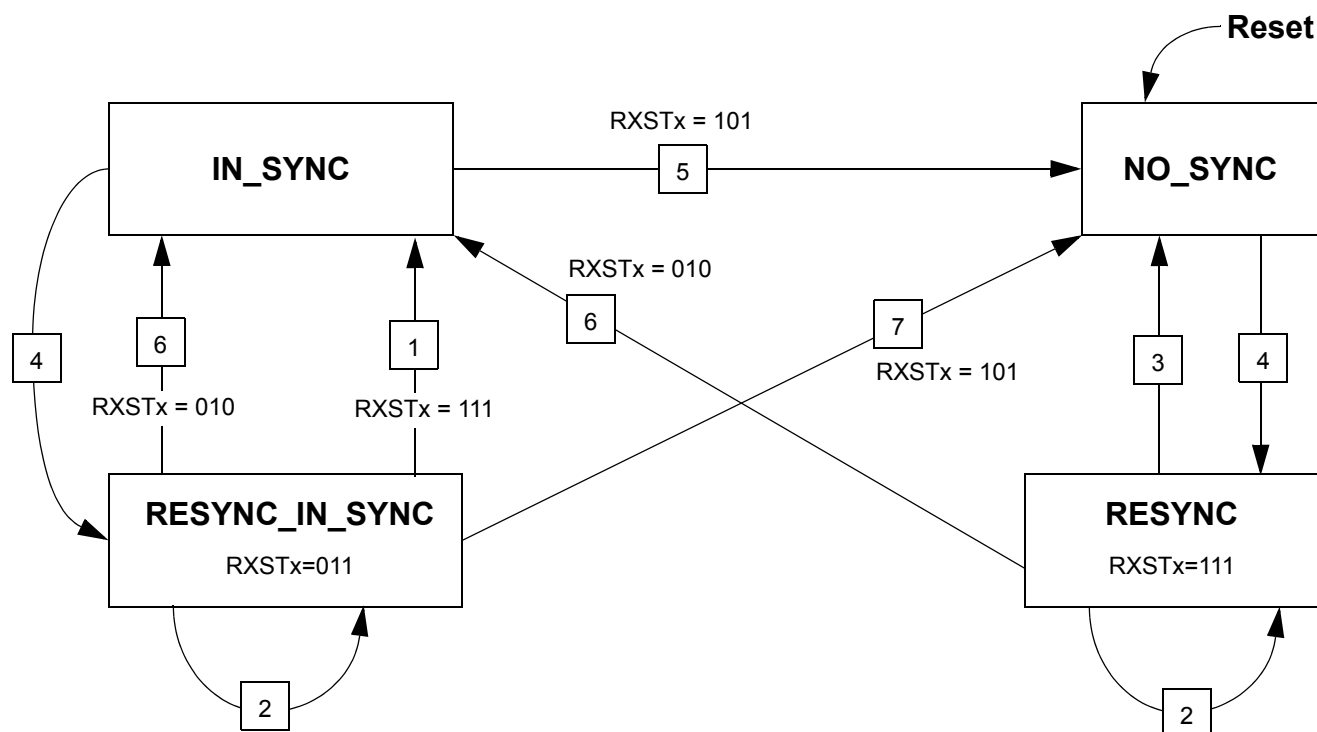 Reset
RXSTx = 101
IN_SYNC
5
NO_SYNC
RXSTx = 010
6
7
4
6
1
RXSTx = 101
3
4
RXSTx = 010
RXSTx = 111
RESYNC_IN_SYNC
RXSTx=011
RESYNC
RXSTx=111
2
2